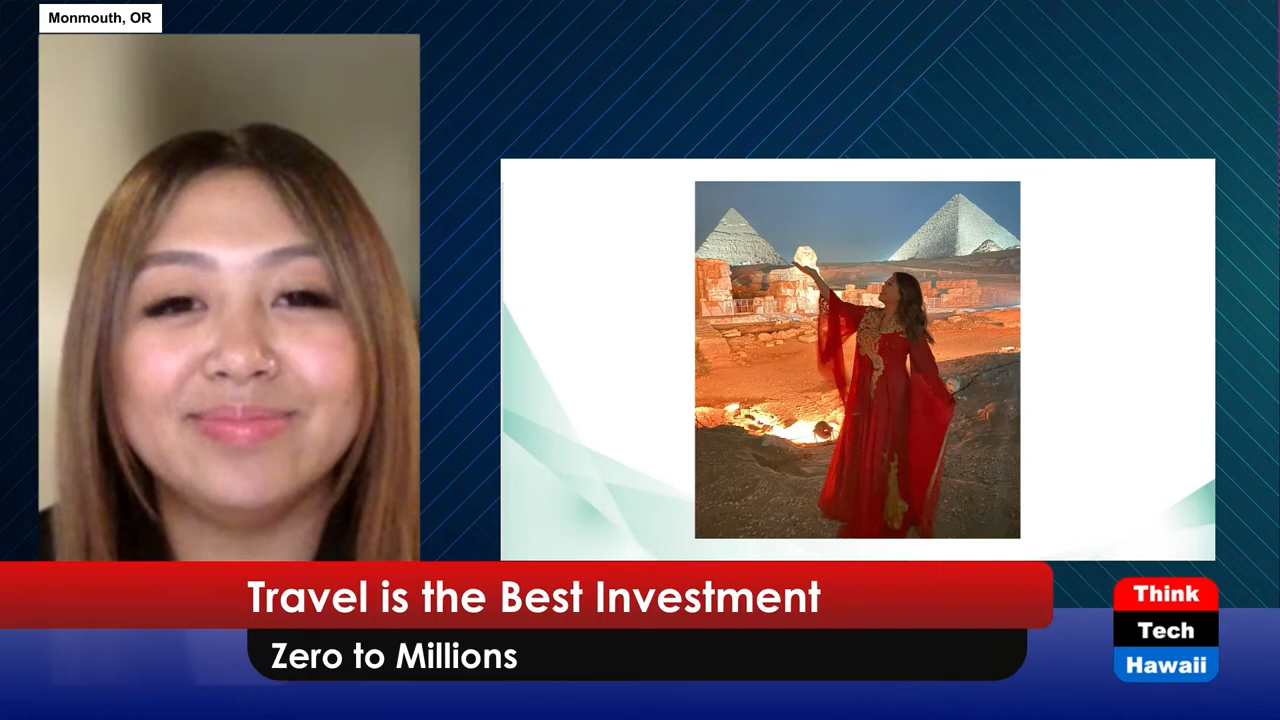 Monmouth, OR
Travel is the Best Investment
Zero to Millions
Think
Tech
Hawaii